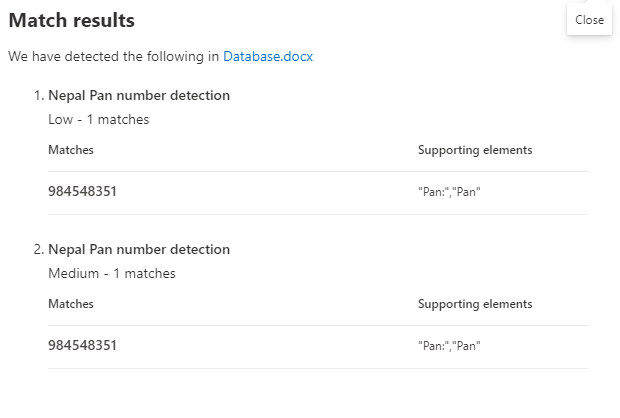 Match results
Close
We have detected the following in Database.docx
1. Nepal Pan number detection
Low - 1 matches
Matches Supporting elements
984548351 "Pan:","Pan"
2. Nepal Pan number detection
Medium - 1 matches
Matches Supporting elements
984548351 "Pan:","Pan"